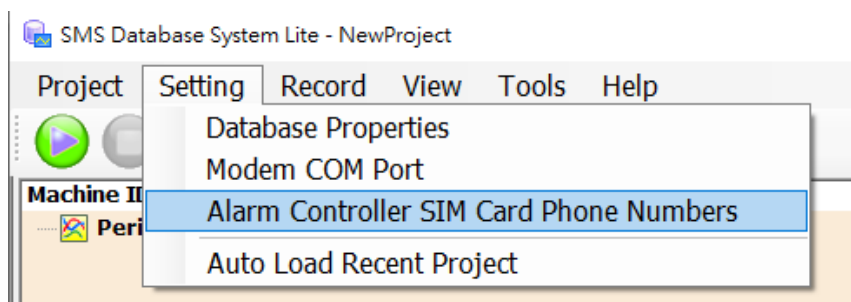 SMS Database System Lite - NewProject
Project Setting Record View Tools Help
Database Properties
Modem COM Port
Machine
Alarm Controller SIM Card Phone Numbers
Auto Load Recent Project